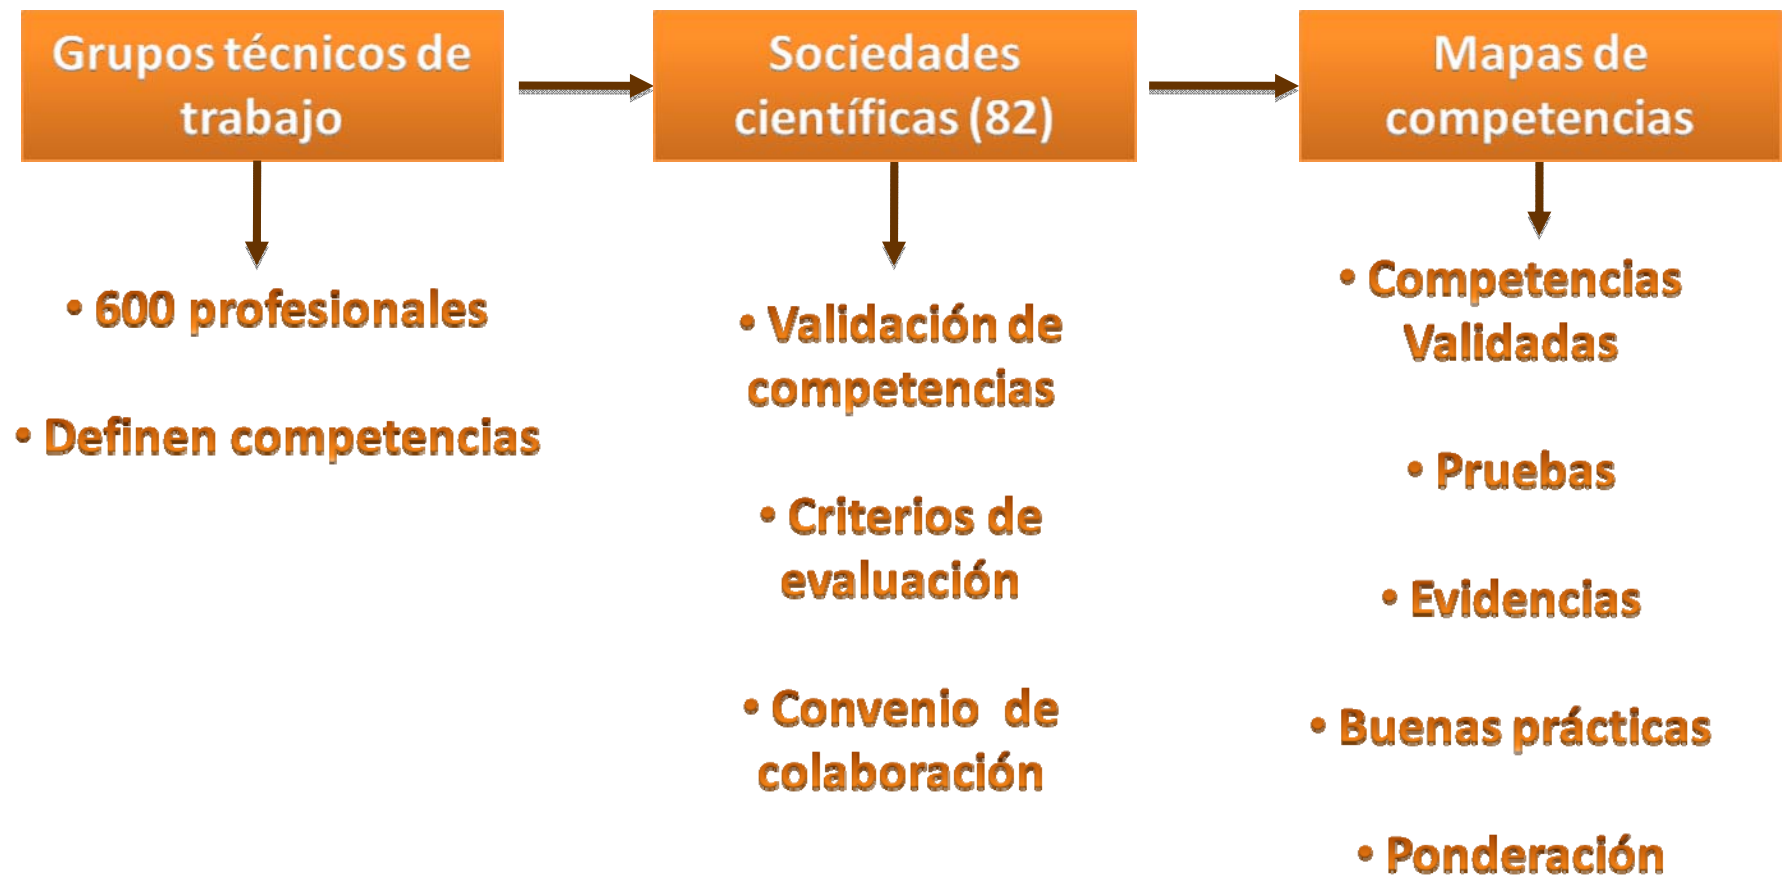 Grupos técnicos de
trabajo
• 600 profesionales
• Definen competencias
Sociedades
científicas (82)
• Validación de
competencias
• Criterios de
evaluación
• Convenio de
colaboración
Mapas de
competencias
• Competencias
Validadas
• Pruebas
• Evidencias
• Buenas prácticas
• Ponderación